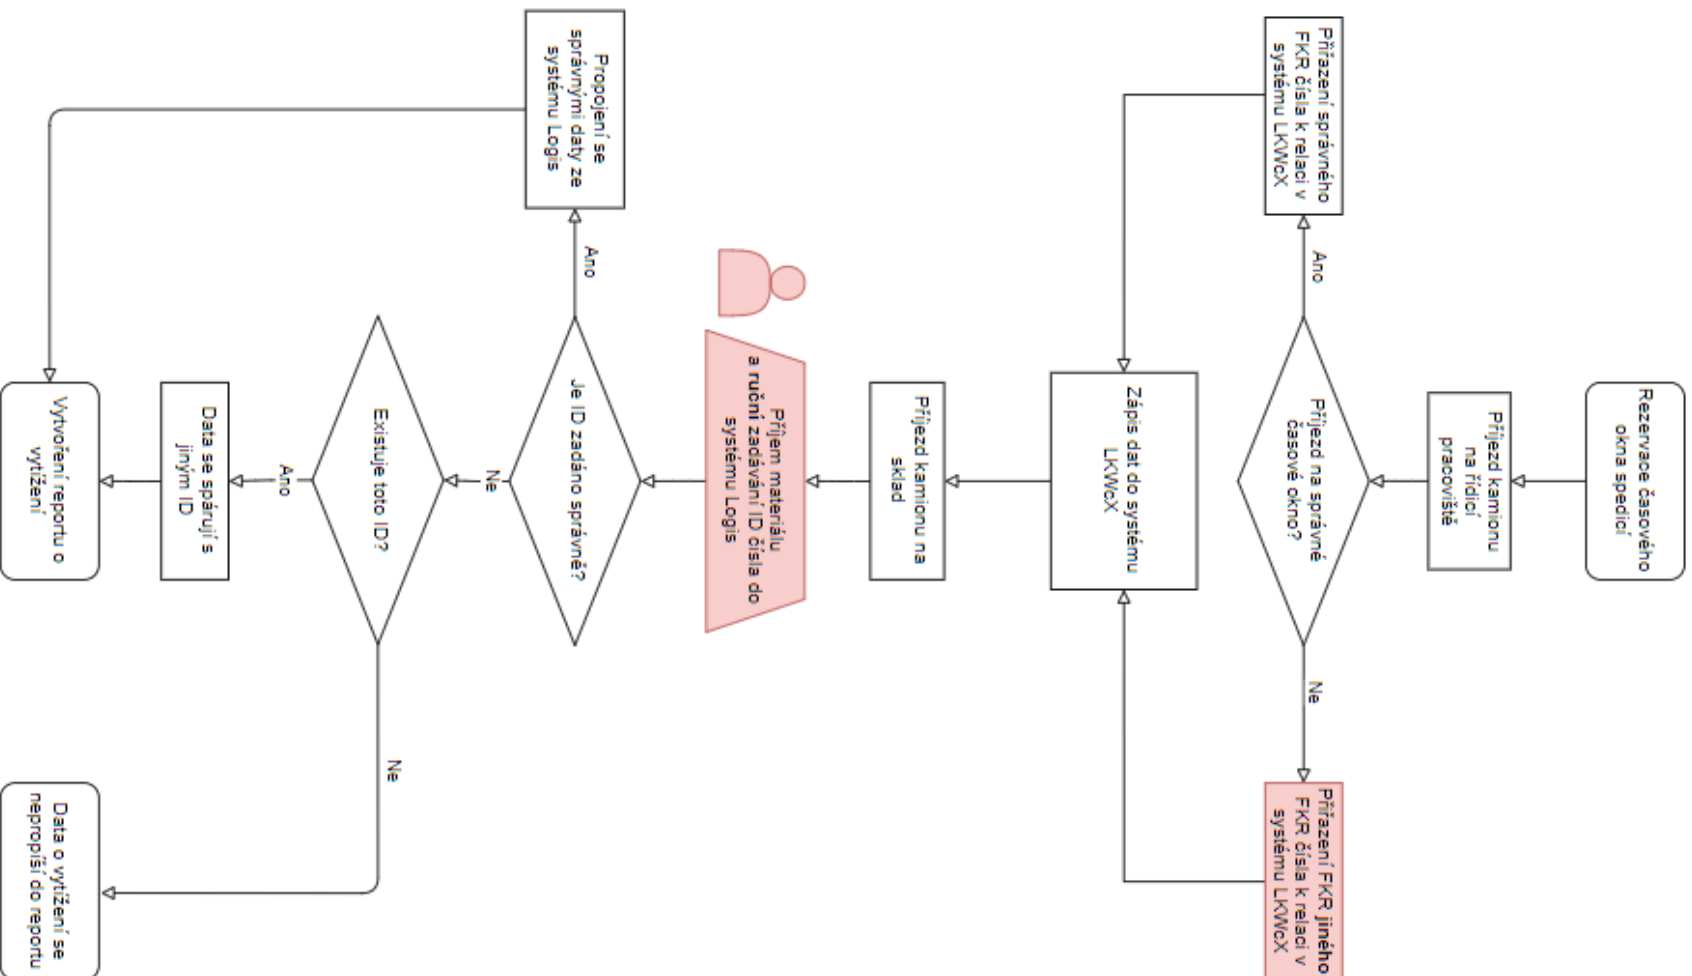 Rezervace časového
okna spedicí
Příjezd kamionu
na řídicí
pracoviště
Příjezd na správné
časové okno?
Ano
Ne
Přiřazení správného
FKR čísla k relaci v
systému LKWcX
Přiřazení FKR jiného
FKR čísla k relaci v
systému LKWcX
Zápis dat do systému
LKWcX
Příjezd kamionu na
sklad
Příjem materiálu
a ruční zadávání ID čísla do
systému Logis
Je ID zadáno správně?
Ano
Ne
Propojení se
správnými daty ze
systému Logis
Existuje toto ID?
Ano
Ne
Data se spárují s
jiným ID
Vytvoření reportu o
vytížení
Data o vytížení se
nepropíší do reportu